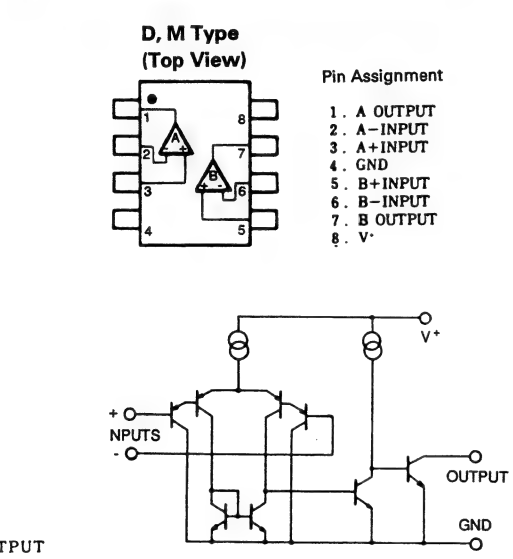 D, M Type
(Top View)
Pin Assignment
1 . A OUTPUT
2 . A-INPUT
3 . A+INPUT
4 . GND
5 . B+INPUT
6 . B-INPUT
7 . B OUTPUT
8 . V+
1
8
A
- +
2
7
B
+ -
3
6
4
5
V+
+
NPUTS
-
OUTPUT
GND
TPUT